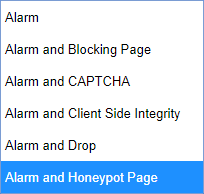 Alarm
Alarm and Blocking Page
Alarm and CAPTCHA
Alarm and Client Side Integrity
Alarm and Drop
Alarm and Honeypot Page